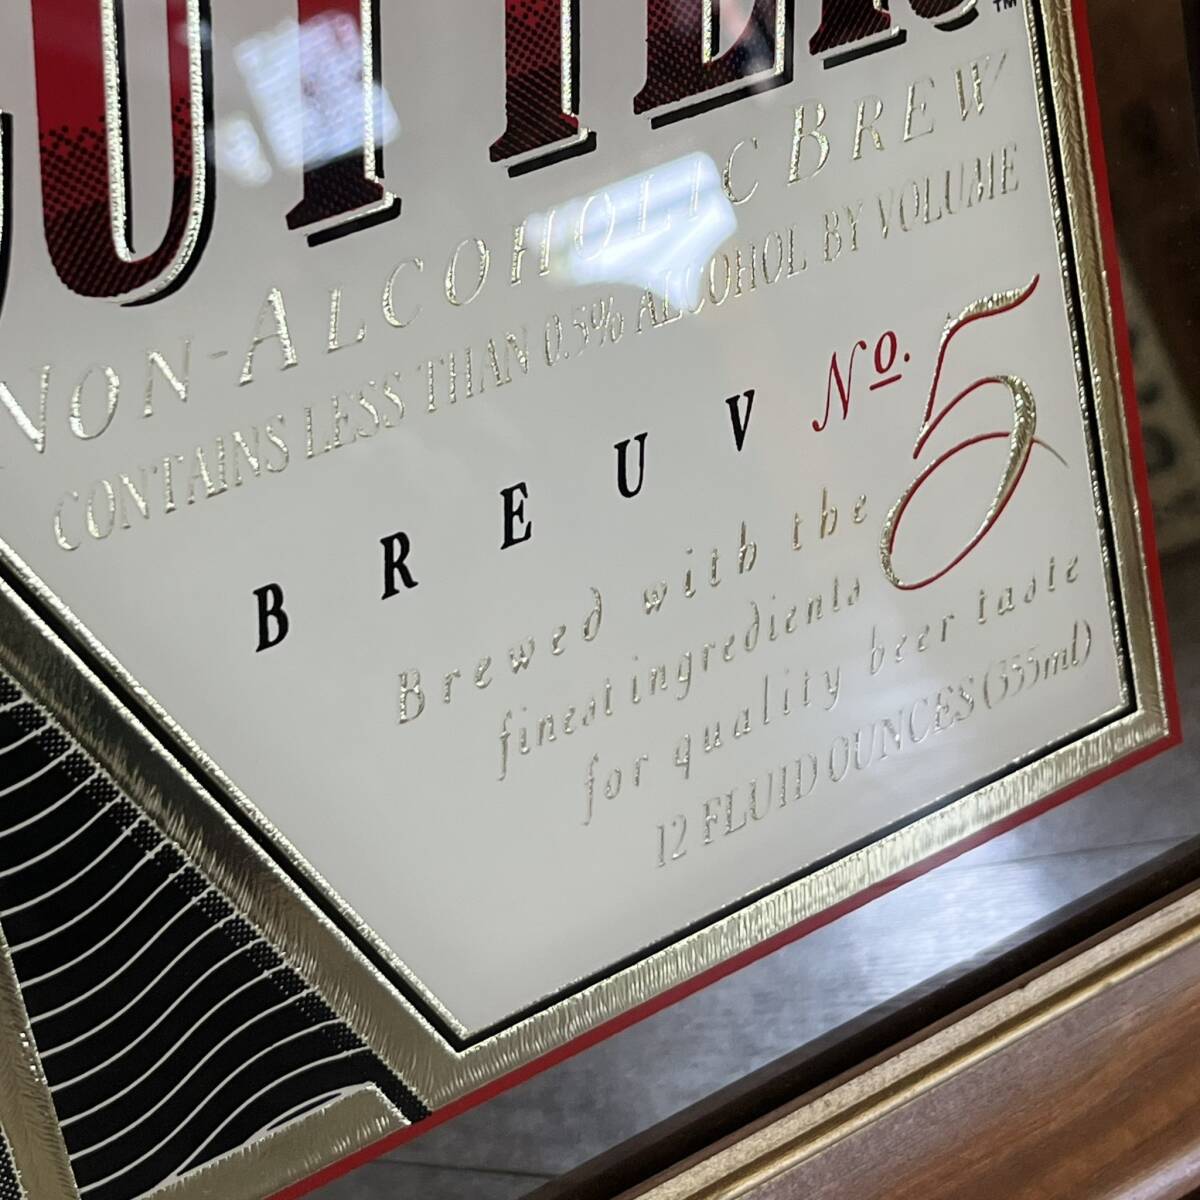 CUTTER™
NON-ALCOHOLIC BREW
CONTAINS LESS THAN 0.5% ALCOHOL BY VOLUME
BREUV No. 5
Brewed with the
finest ingredients
for quality beer taste
12 FLUID OUNCES (355ml)